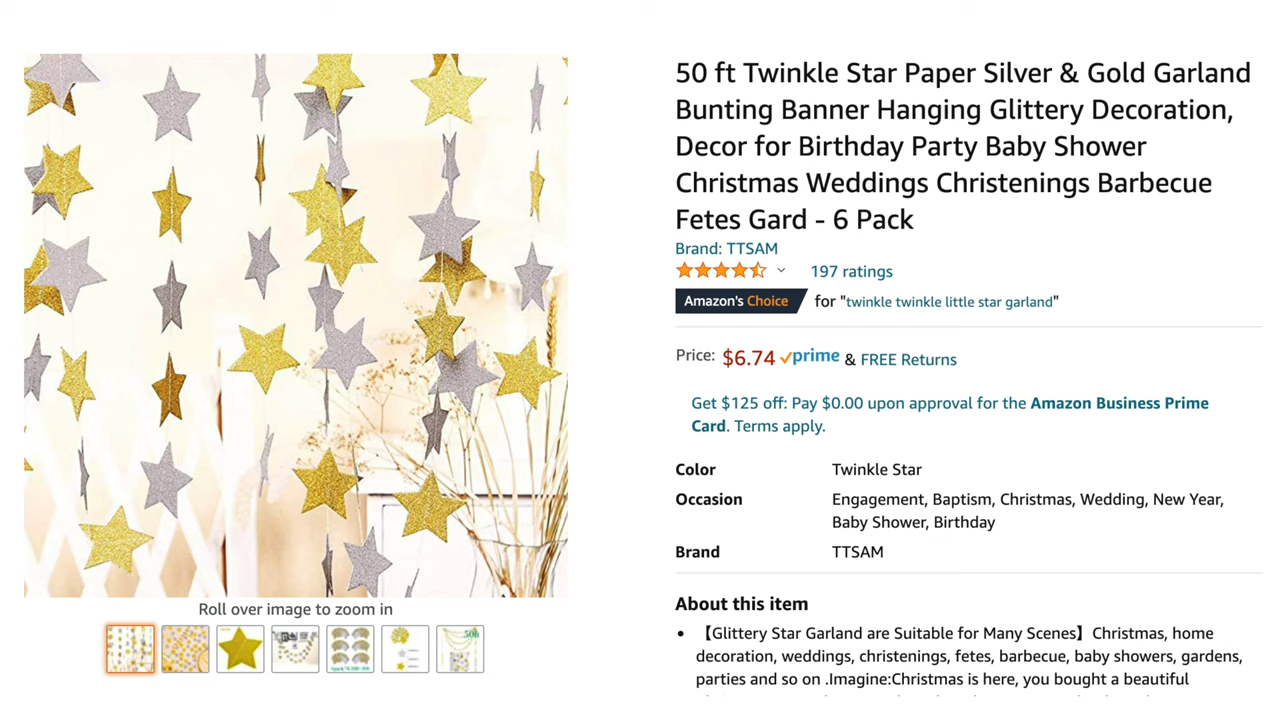 50 ft Twinkle Star Paper Silver & Gold Garland
Bunting Banner Hanging Glittery Decoration,
Decor for Birthday Party Baby Shower
Christmas Weddings Christenings Barbecue
Fetes Gard - 6 Pack
Brand: TTSAM
197 ratings
Amazon's Choice for "twinkle twinkle little star garland"
Price: $6.74 prime & FREE Returns
Get $125 off: Pay $0.00 upon approval for the Amazon Business Prime
Card. Terms apply.
Color Twinkle Star
Occasion Engagement, Baptism, Christmas, Wedding, New Year,
Baby Shower, Birthday
Brand TTSAM
About this item
• 【Glittery Star Garland are Suitable for Many Scenes】Christmas, home
decoration, weddings, christenings, fetes, barbecue, baby showers, gardens,
parties and so on .Imagine:Christmas is here, you bought a beautiful
Roll over image to zoom in
50ft